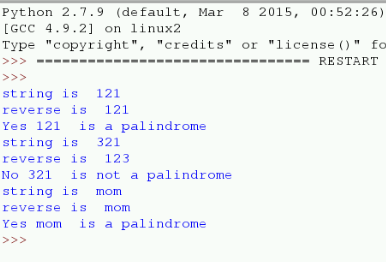 Python 2.7.9 (default, Mar  8 2015, 00:52:26)
[GCC 4.9.2] on linux2
Type "copyright", "credits" or "license()" fo
>>> ================================ RESTART
>>>
string is  121
reverse is  121
Yes 121  is a palindrome
string is  321
reverse is  123
No 321  is not a palindrome
string is  mom
reverse is  mom
Yes mom  is a palindrome
>>>